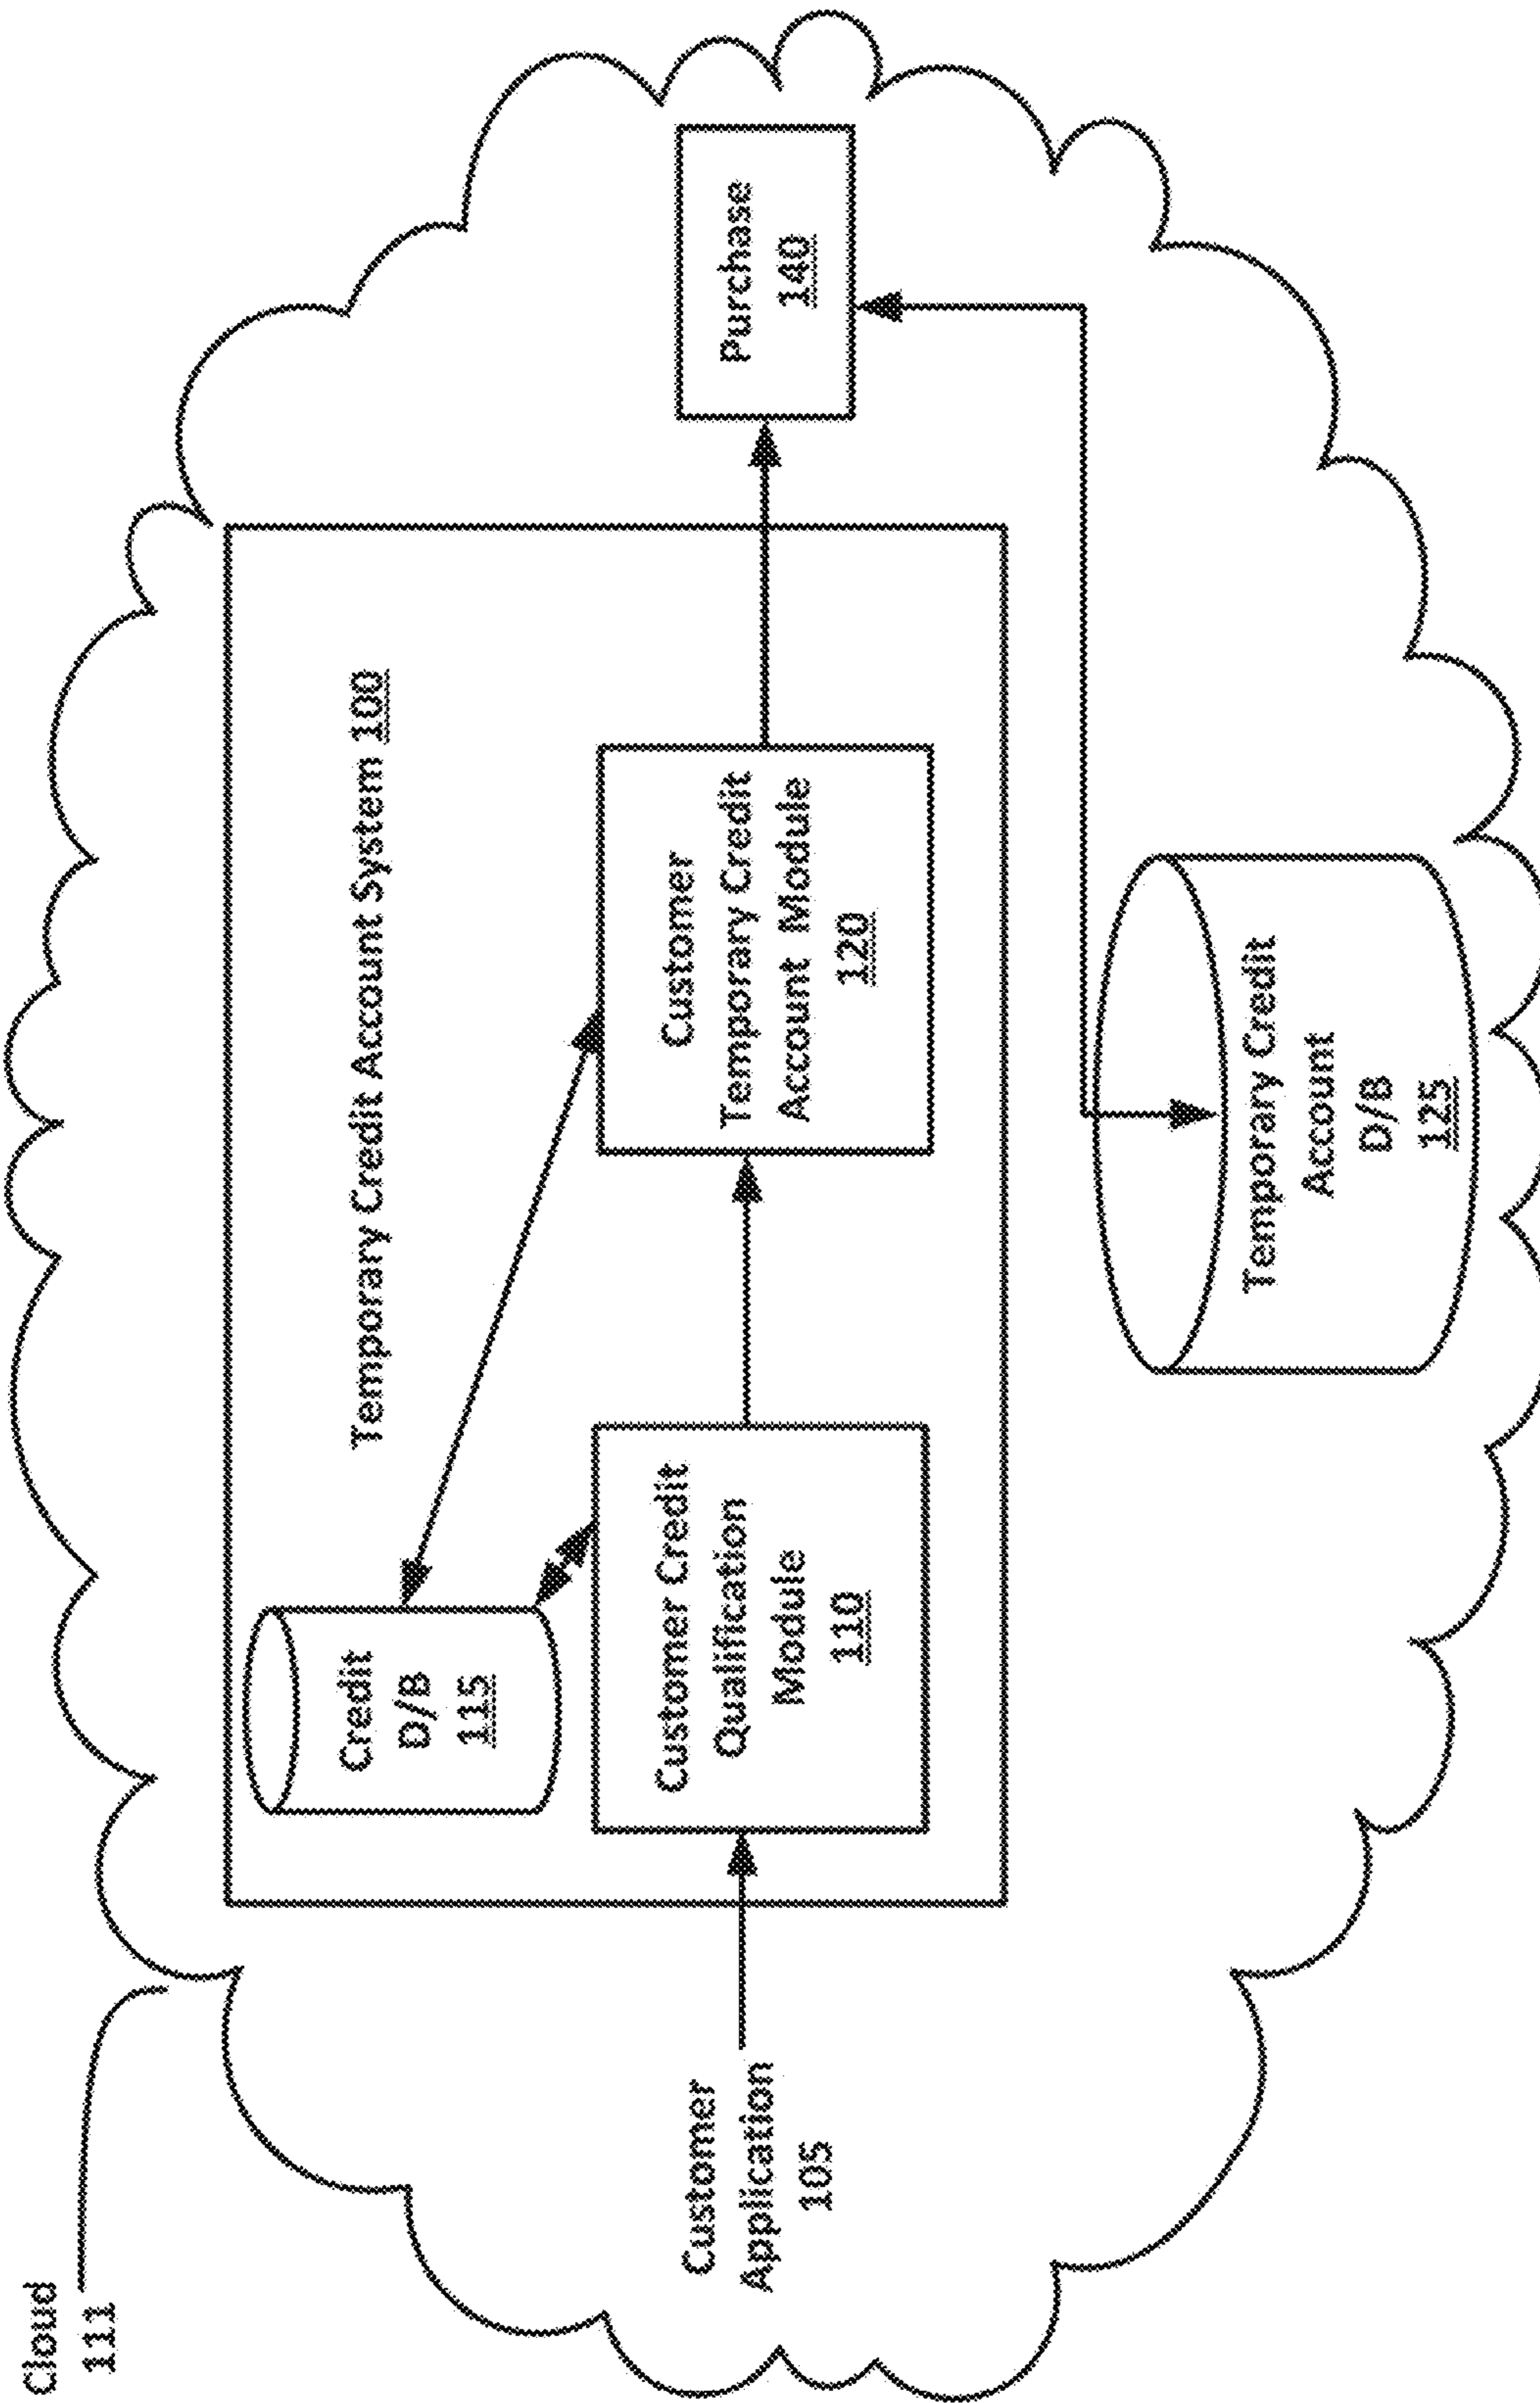 Cloud
111
Temporary Credit Account System 100
Credit
D/B
115
Customer
Application
105
Customer Credit
Qualification
Module
110
Customer
Temporary Credit
Account Module
120
Purchase
140
Temporary Credit
Account
D/B
125